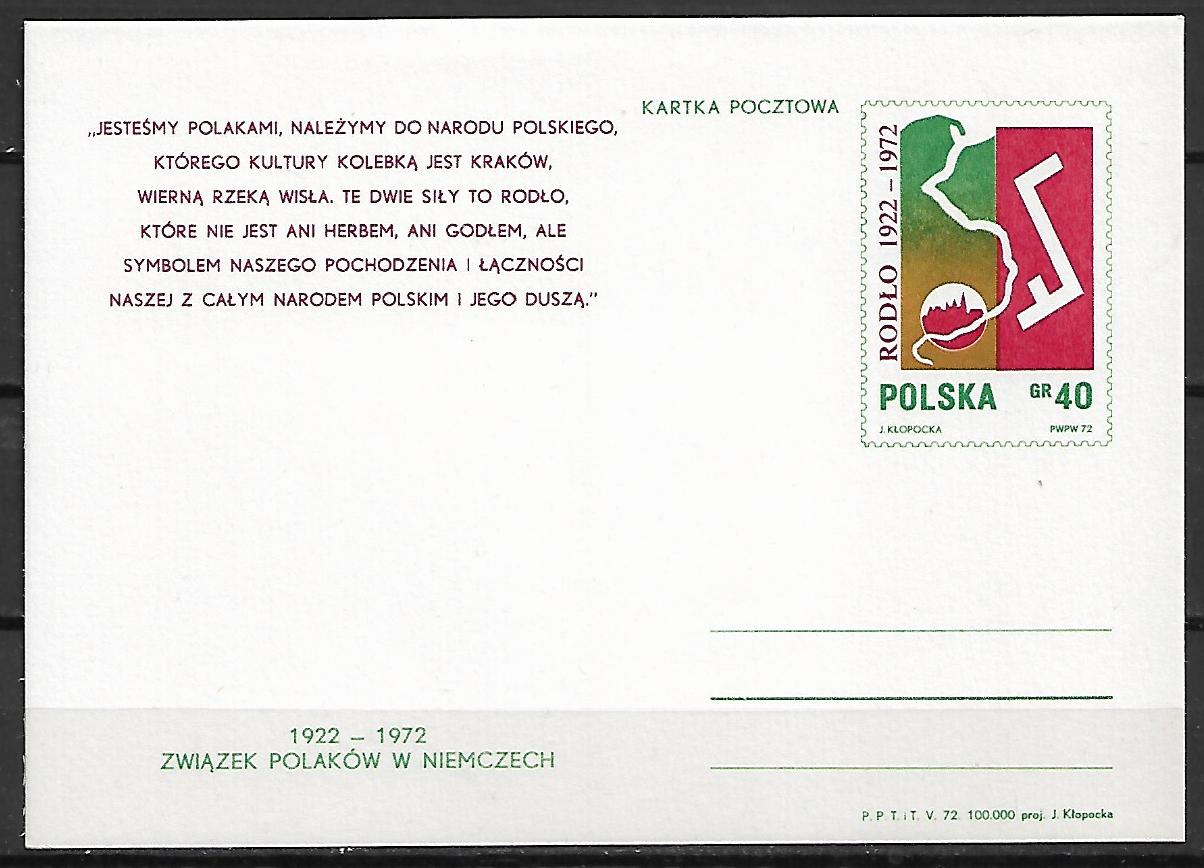 KARTKA POCZTOWA
„JESTEŚMY POLAKAMI, NALEŻYMY DO NARODU POLSKIEGO,
KTÓREGO KULTURY KOLEBKĄ JEST KRAKÓW,
WIERNĄ RZEKĄ WISŁA. TE DWIE SIŁY TO RODŁO,
KTÓRE NIE JEST ANI HERBEM, ANI GODŁEM, ALE
SYMBOLEM NASZEGO POCHODZENIA I ŁĄCZNOŚCI
NASZEJ Z CAŁYM NARODEM POLSKIM I JEGO DUSZĄ.”
RODŁO 1922 – 1972
POLSKA GR 40
J. KŁOPOCKA PWPW 72
1922 – 1972
ZWIĄZEK POLAKÓW W NIEMCZECH
P. P T. i T. V. 72. 100.000 proj. J. Kłopocka